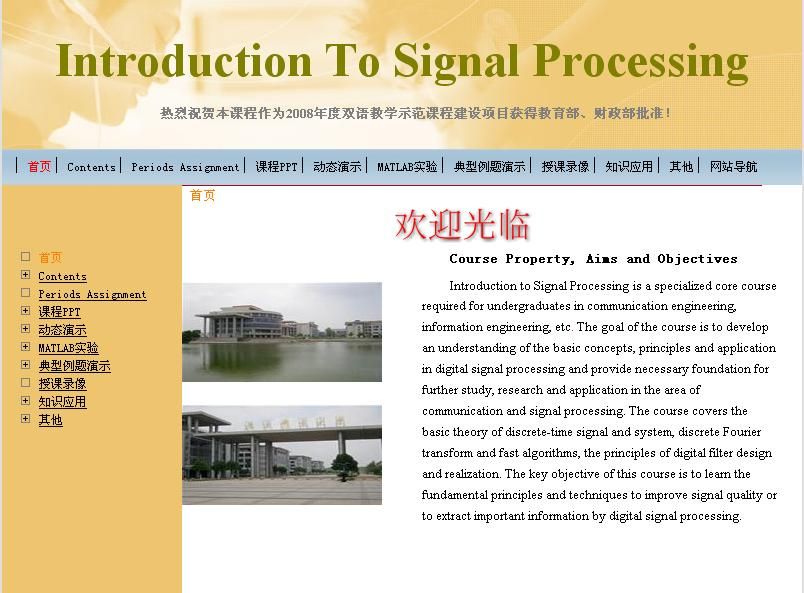 Introduction To Signal Processing
热烈祝贺本课程作为2008年度双语教学示范课程建设项目获得教育部、财政部批准！
首页 Contents Periods Assignment 课程PPT 动态演示 MATLAB实验 典型例题演示 授课录像 知识应用 其他 网站导航
首页
欢迎光临
首页
Contents
Periods Assignment
课程PPT
动态演示
MATLAB实验
典型例题演示
授课录像
知识应用
其他
Course Property, Aims and Objectives
Introduction to Signal Processing is a specialized core course
required for undergraduates in communication engineering,
information engineering, etc. The goal of the course is to develop
an understanding of the basic concepts, principles and application
in digital signal processing and provide necessary foundation for
further study, research and application in the area of
communication and signal processing. The course covers the
basic theory of discrete-time signal and system, discrete Fourier
transform and fast algorithms, the principles of digital filter design
and realization. The key objective of this course is to learn the
fundamental principles and techniques to improve signal quality or
to extract important information by digital signal processing.